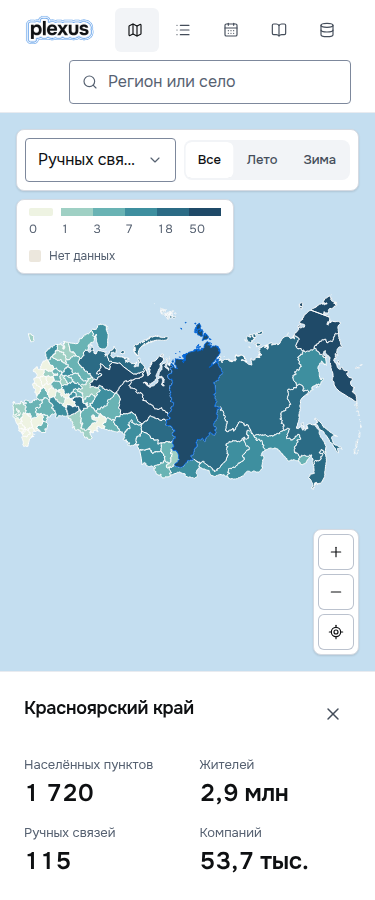 plexus
Регион или село
Ручных свя...
Все
Лето
Зима
0 1 3 7 18 50
Нет данных
Красноярский край
Населённых пунктов
Жителей
1 720
2,9 млн
Ручных связей
Компаний
115
53,7 тыс.